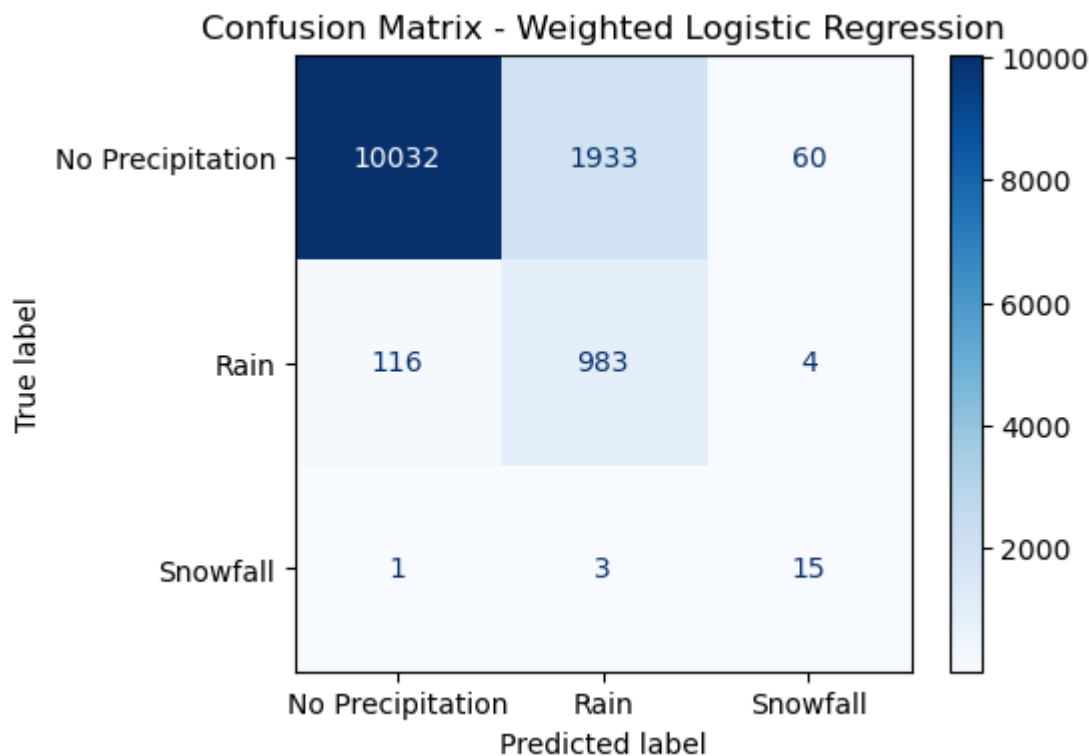 Confusion Matrix - Weighted Logistic Regression
10000
No Precipitation 10032 1933 60
8000
6000
True label
Rain 116 983 4
4000
2000
Snowfall 1 3 15
No Precipitation Rain Snowfall
Predicted label